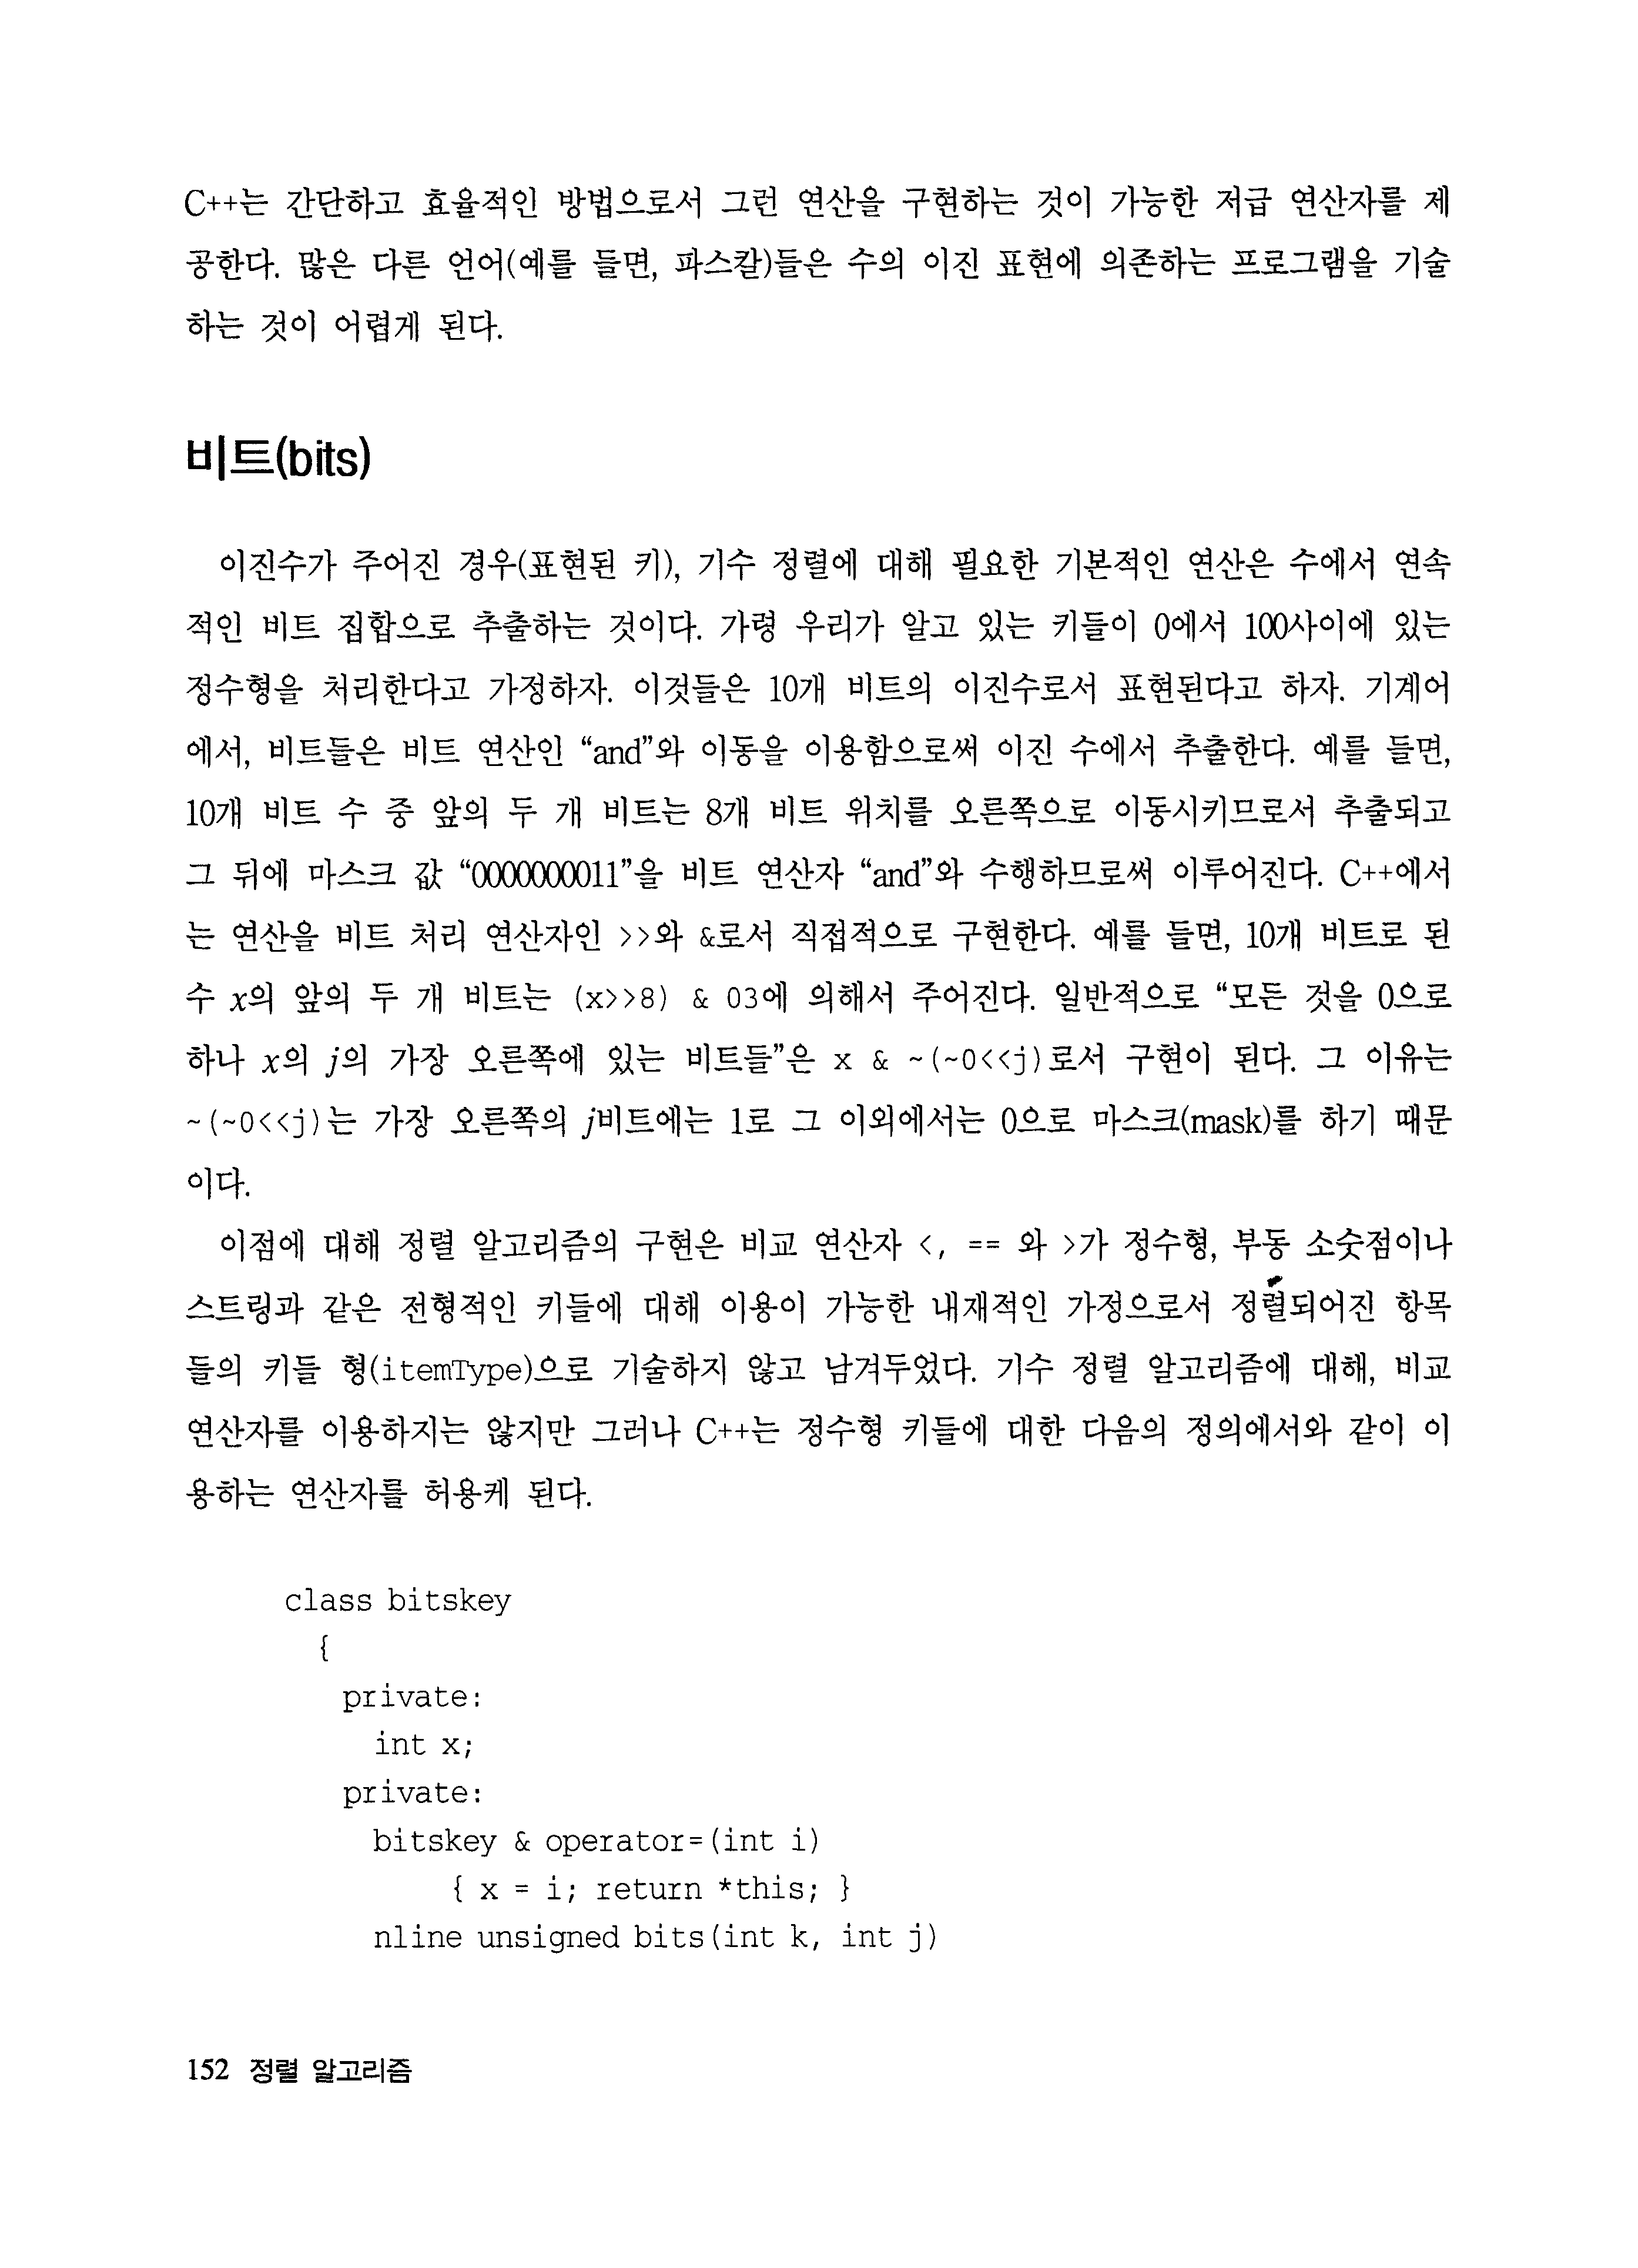 C++는 간단하고 효율적인 방법으로서 그런 연산을 구현하는 것이 가능한 저급 연산자를 제
공한다. 많은 다른 언어(예를 들면, 파스칼)들은 수의 이진 표현에 의존하는 프로그램을 기술
하는 것이 어렵게 된다.
비트(bits)
이진수가 주어진 경우(표현된 키), 기수 정렬에 대해 필요한 기본적인 연산은 수에서 연속
적인 비트 집합으로 추출하는 것이다. 가령 우리가 알고 있는 키들이 0에서 100사이에 있는
정수형을 처리한다고 가정하자. 이것들은 10개 비트의 이진수로서 표현된다고 하자. 기계어
에서, 비트들은 비트 연산인 “and”와 이동을 이용함으로써 이진 수에서 추출한다. 예를 들면,
10개 비트 수 중 앞의 두 개 비트는 8개 비트 위치를 오른쪽으로 이동시키므로서 추출되고
그 뒤에 마스크 값 “0000000011”을 비트 연산자 “and”와 수행하므로써 이루어진다. C++에서
는 연산을 비트 처리 연산자인 >>와 &로서 직접적으로 구현한다. 예를 들면, 10개 비트로 된
수 x의 앞의 두 개 비트는 (x>>8) & 03에 의해서 주어진다. 일반적으로 “모든 것을 0으로
하나 x의 j의 가장 오른쪽에 있는 비트들”은 x & ~(~0<<j)로서 구현이 된다. 그 이유는
~(~0<<j)는 가장 오른쪽의 j비트에는 1로 그 이외에서는 0으로 마스크(mask)를 하기 때문
이다.
이점에 대해 정렬 알고리즘의 구현은 비교 연산자 <, == 와 >가 정수형, 부동 소숫점이나
스트링과 같은 전형적인 키들에 대해 이용이 가능한 내재적인 가정으로서 정렬되어진 항목
들의 키들 형(itemType)으로 기술하지 않고 남겨두었다. 기수 정렬 알고리즘에 대해, 비교
연산자를 이용하지는 않지만 그러나 C++는 정수형 키들에 대한 다음의 정의에서와 같이 이
용하는 연산자를 허용케 된다.
class bitskey
{
private:
int x;
private:
bitskey & operator=(int i)
{ x = i; return *this; }
nline unsigned bits(int k, int j)
152 정렬 알고리즘